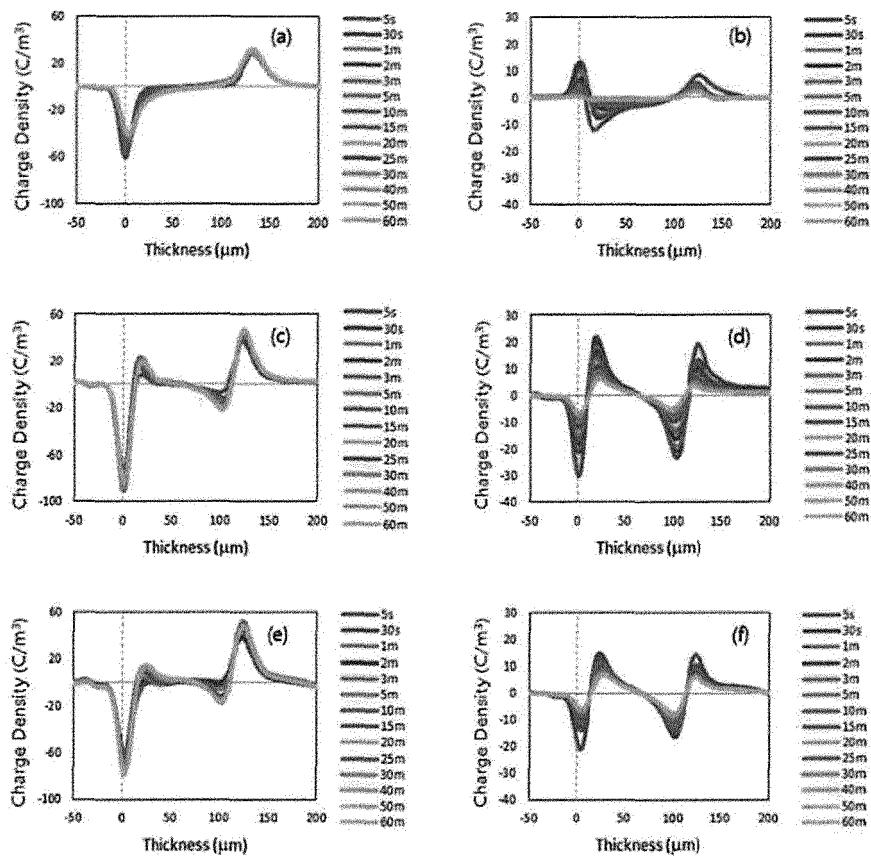 (a)
Charge Density (C/m³)
60
20
-20
-60
-100
-50
0
50
100
150
200
Thickness (μm)
5s
30s
1m
2m
3m
5m
10m
15m
20m
25m
30m
40m
50m
60m
(b)
Charge Density (C/m³)
30
20
10
0
-10
-20
-30
-40
-50
0
50
100
150
200
Thickness (μm)
5s
30s
1m
2m
3m
5m
10m
15m
20m
25m
30m
40m
50m
60m
(c)
Charge Density (C/m³)
60
20
-20
-60
-100
-50
0
50
100
150
200
Thickness (μm)
5s
30s
1m
2m
3m
5m
10m
15m
20m
25m
30m
40m
50m
60m
(d)
Charge Density (C/m³)
30
20
10
0
-10
-20
-30
-40
-50
0
50
100
150
200
Thickness (μm)
5s
30s
1m
2m
3m
5m
10m
15m
20m
25m
30m
40m
50m
60m
(e)
Charge Density (C/m³)
60
20
-20
-60
-100
-50
0
50
100
150
200
Thickness (μm)
5s
30s
1m
2m
3m
5m
10m
15m
20m
25m
30m
40m
50m
60m
(f)
Charge Density (C/m³)
30
20
10
0
-10
-20
-30
-40
-50
0
50
100
150
200
Thickness (μm)
5s
30s
1m
2m
3m
5m
10m
15m
20m
25m
30m
40m
50m
60m